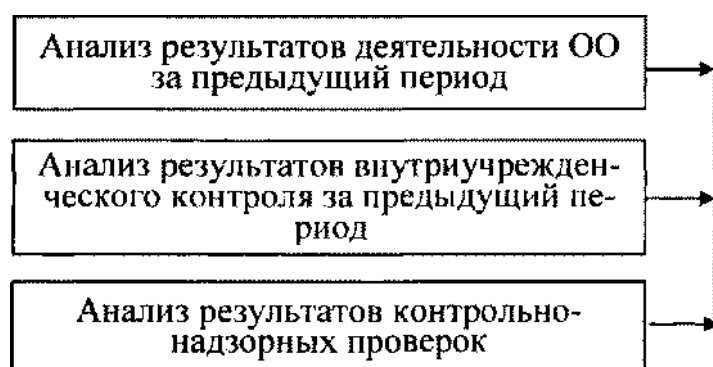 Анализ результатов деятельности ОО
за предыдущий период
Анализ результатов внутриучрежден-
ческого контроля за предыдущий пе-
риод
Анализ результатов контрольно-
надзорных проверок